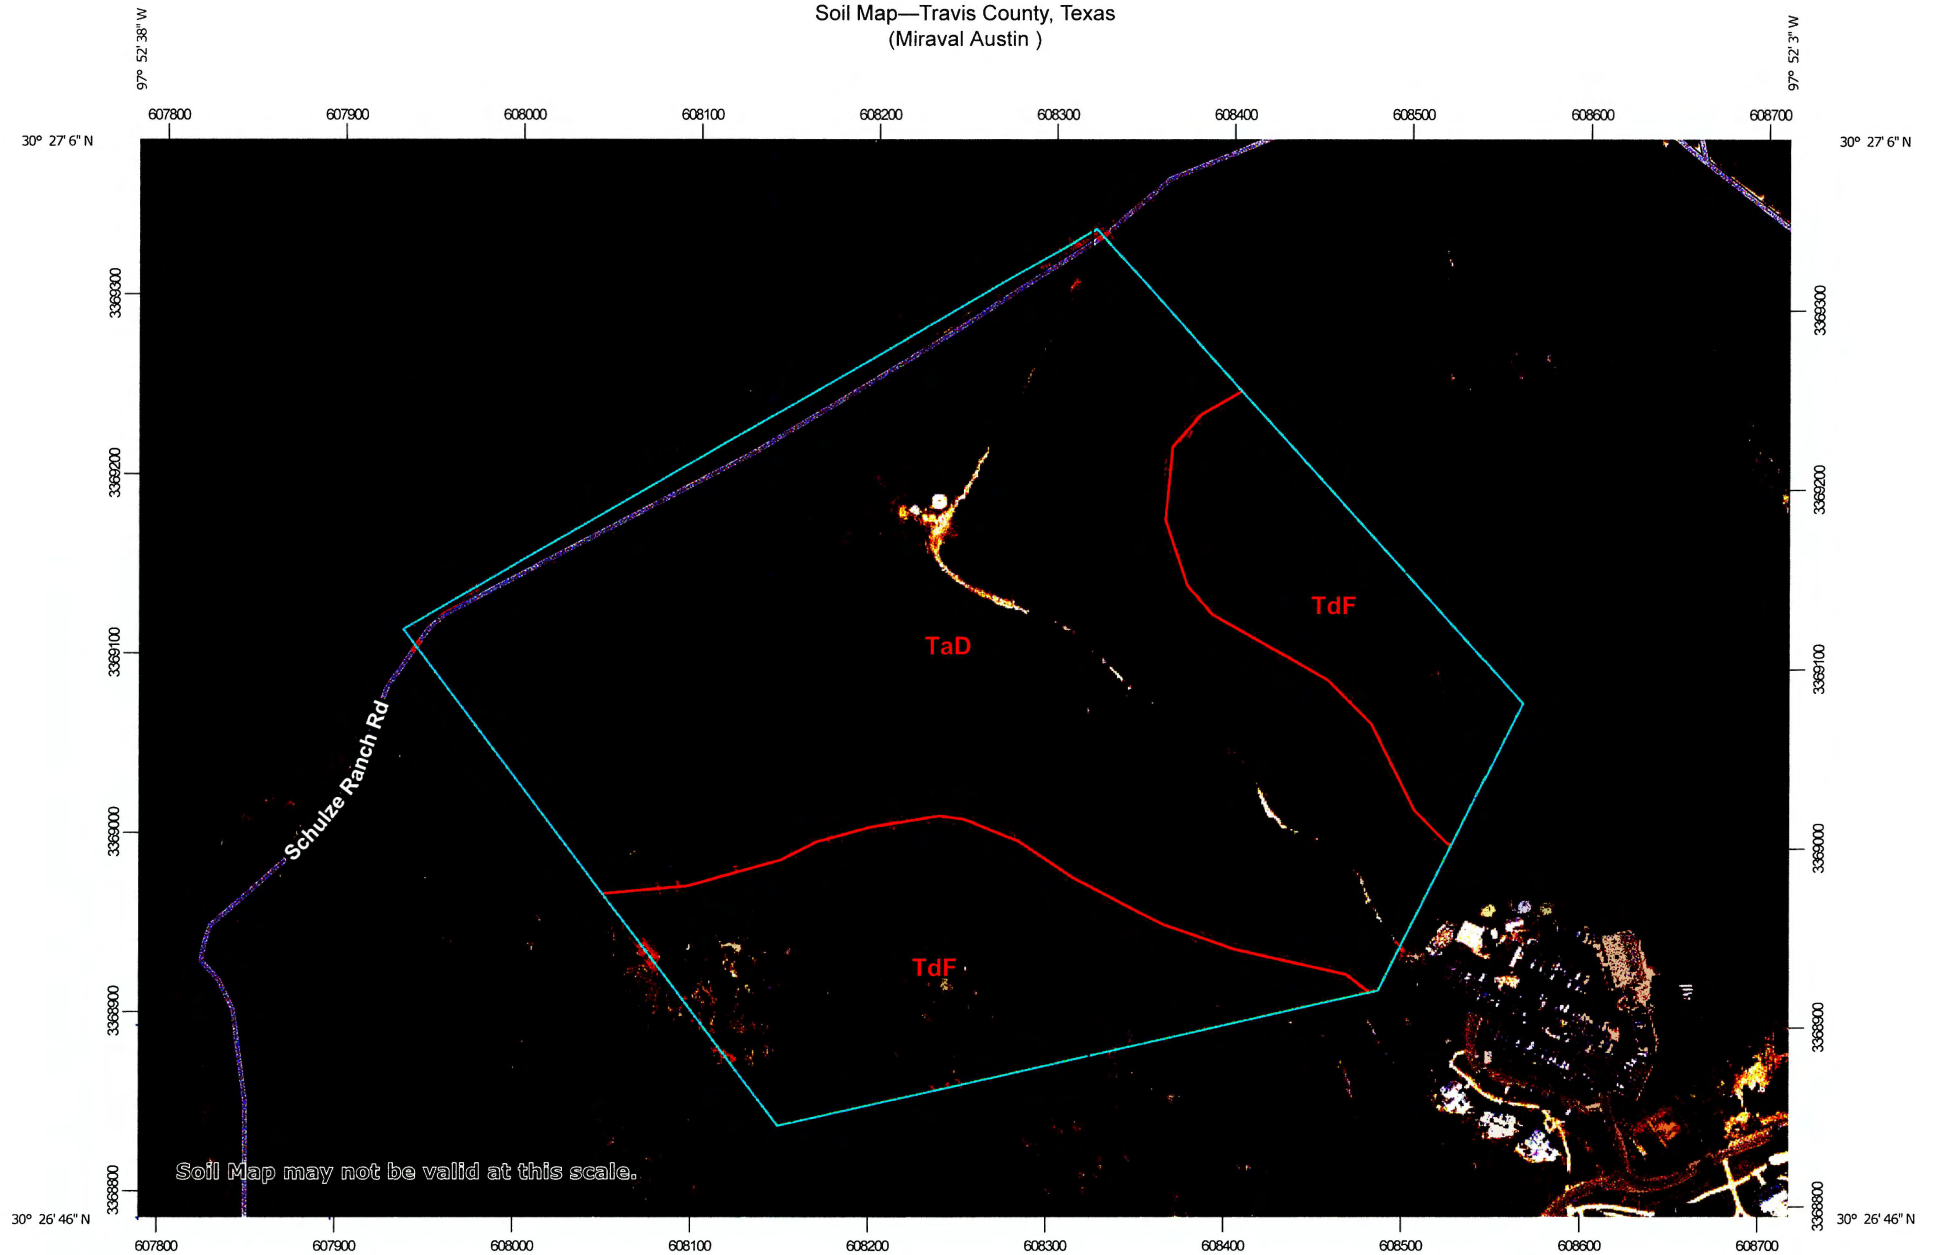 Soil Map—Travis County, Texas
(Miraval Austin )
97° 52' 38'' W
97° 52' 3'' W
607800 607900 608000 608100 608200 608300 608400 608500 608600 608700
30° 27' 6'' N
30° 27' 6'' N
3369300
3369300
3369200
3369200
TdF
TaD
3369100
3369100
Schulze Ranch Rd
3369000
3369000
TdF
3368900
3368900
Soil Map may not be valid at this scale.
3368800
3368800
30° 26' 46'' N
30° 26' 46'' N
607800 607900 608000 608100 608200 608300 608400 608500 608600 608700